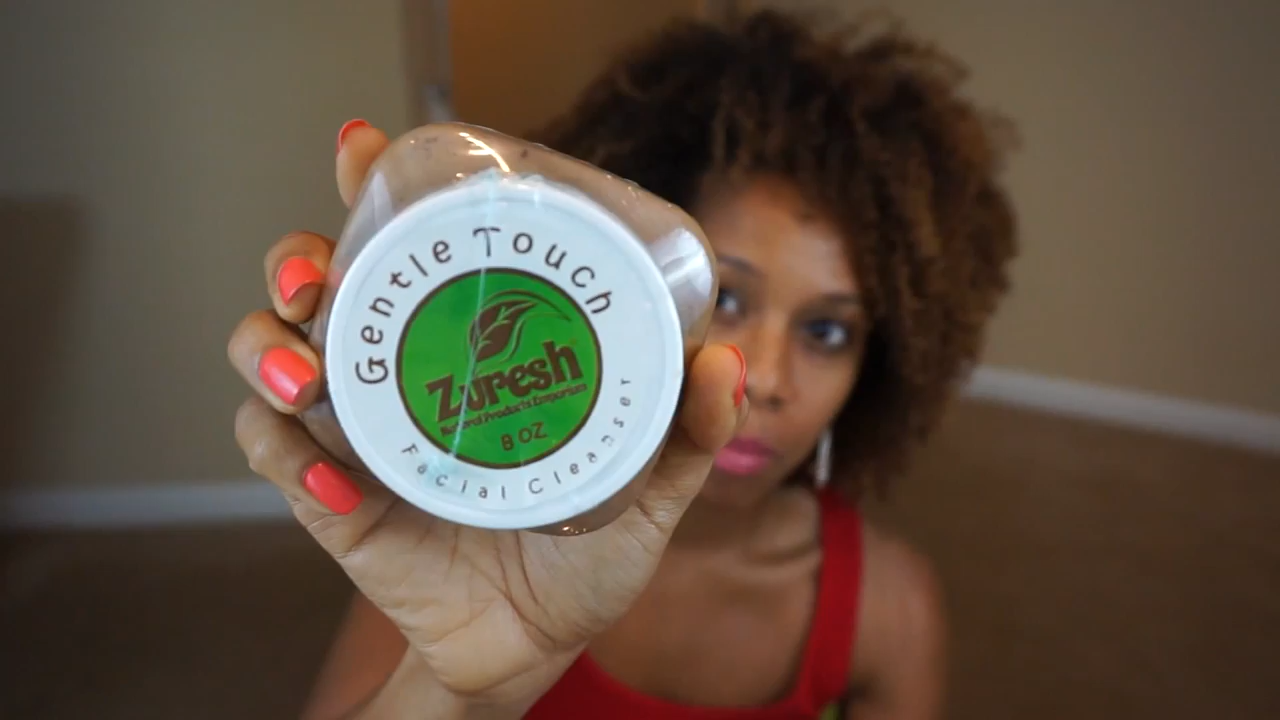 Gentle Touch
Zuresh
Natural Products Emporium
8 OZ
Facial Cleanser